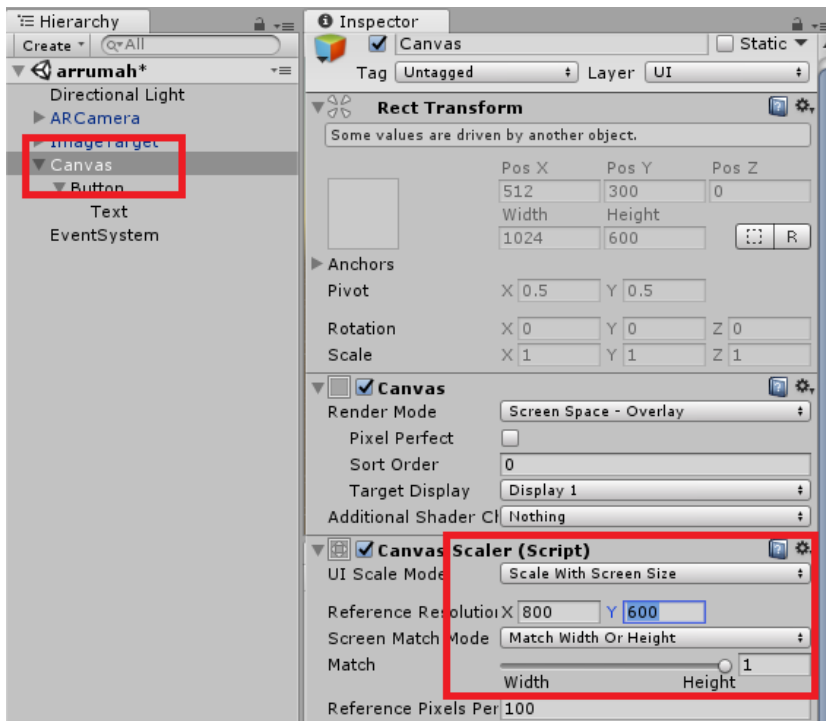 Hierarchy
Create
All
arrumah*
Directional Light
ARCamera
ImageTarget
Canvas
Button
Text
EventSystem
Inspector
Canvas
Static
Tag Untagged Layer UI
Rect Transform
Some values are driven by another object.
Pos X Pos Y Pos Z
512 300 0
Width Height
1024 600
R
Anchors
Pivot X 0.5 Y 0.5
Rotation X 0 Y 0 Z 0
Scale X 1 Y 1 Z 1
Canvas
Render Mode Screen Space - Overlay
Pixel Perfect
Sort Order 0
Target Display Display 1
Additional Shader Ch Nothing
Canvas Scaler (Script)
UI Scale Mode Scale With Screen Size
Reference Resolution X 800 Y 600
Screen Match Mode Match Width Or Height
Match 1
Width Height
Reference Pixels Per 100